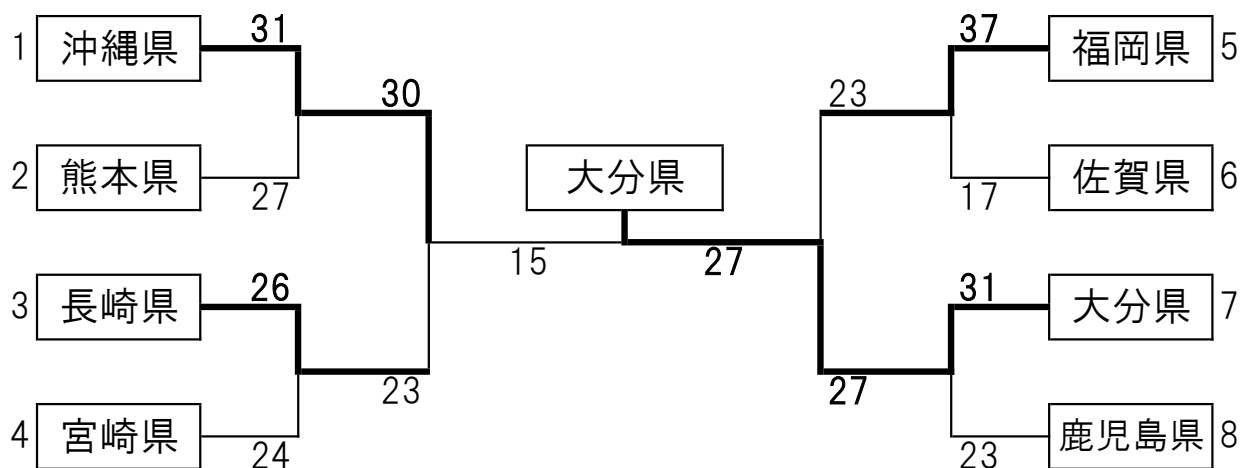 1 沖縄県 31 37 福岡県 5
30 23
2 熊本県 27 大分県 17 佐賀県 6
15 27
3 長崎県 26 31 大分県 7
23 27
4 宮崎県 24 23 鹿児島県 8